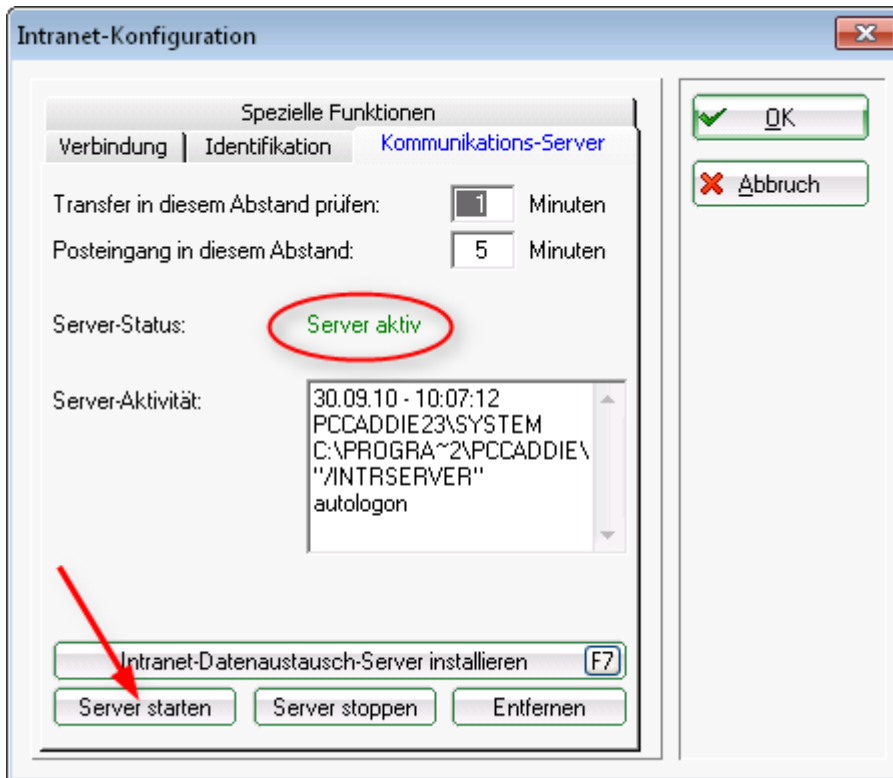 Intranet-Konfiguration
Spezielle Funktionen
Verbindung Identifikation Kommunikations-Server
Transfer in diesem Abstand prüfen: 1 Minuten
Posteingang in diesem Abstand: 5 Minuten
Server-Status: Server aktiv
Server-Aktivität:
30.09.10 - 10:07:12
PCCADDIE23\SYSTEM
C:\PROGRA~2\PCCADDIE\
"/INTRSERVER"
autologon
Intranet-Datenaustausch-Server installieren F7
Server starten Server stoppen Entfernen
OK
Abbruch